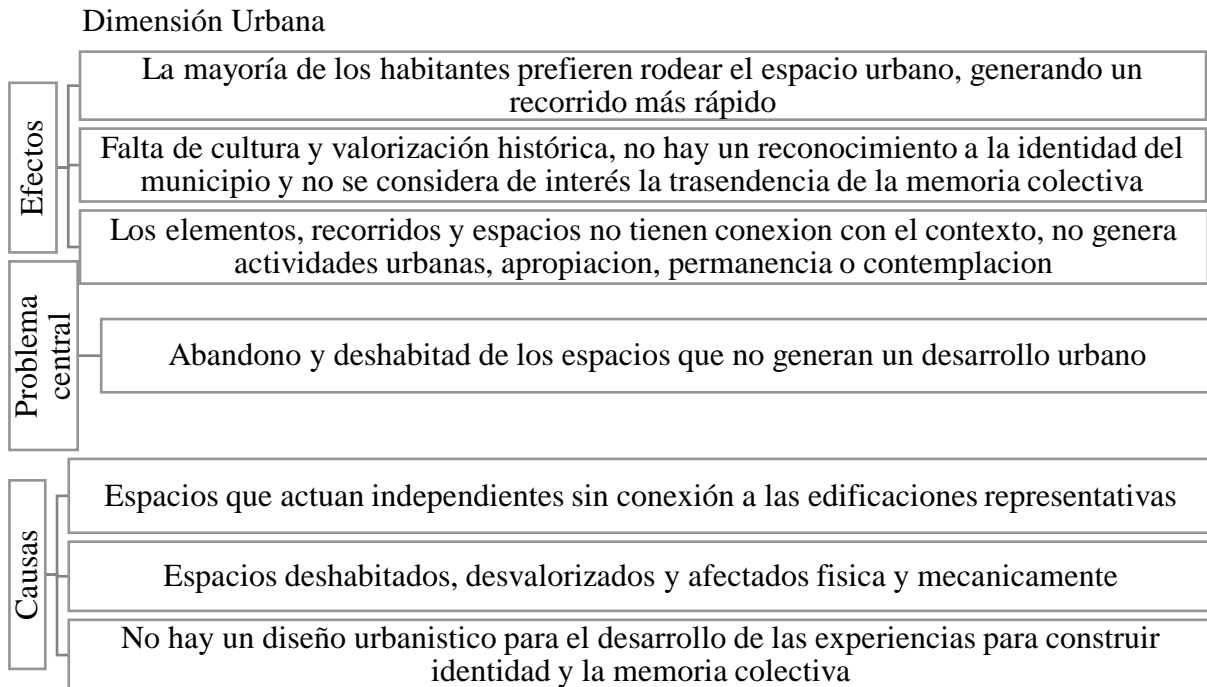 Dimensión Urbana
Efectos
La mayoría de los habitantes prefieren rodear el espacio urbano, generando un
recorrido más rápido
Falta de cultura y valorización histórica, no hay un reconocimiento a la identidad del
municipio y no se considera de interés la trasendencia de la memoria colectiva
Los elementos, recorridos y espacios no tienen conexion con el contexto, no genera
actividades urbanas, apropiacion, permanencia o contemplacion
Problema
central
Abandono y deshabitad de los espacios que no generan un desarrollo urbano
Causas
Espacios que actuan independientes sin conexión a las edificaciones representativas
Espacios deshabitados, desvalorizados y afectados fisica y mecanicamente
No hay un diseño urbanistico para el desarrollo de las experiencias para construir
identidad y la memoria colectiva